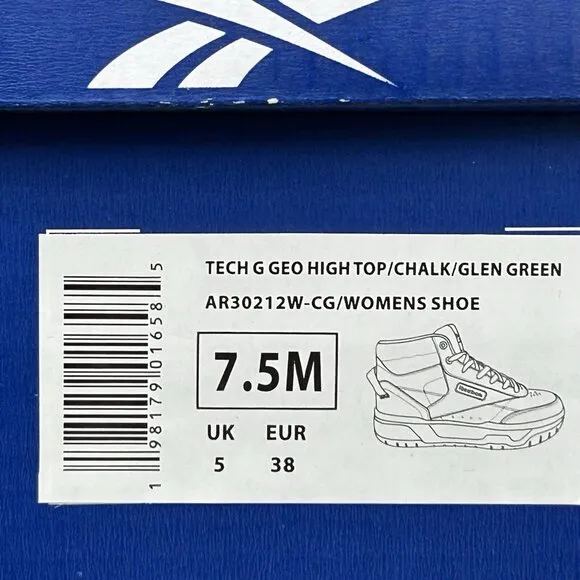 TECH G GEO HIGH TOP/CHALK/GLEN GREEN
AR30212W-CG/WOMENS SHOE
7.5M
UK EUR
5 38
Reebok
1 98179 01658 5